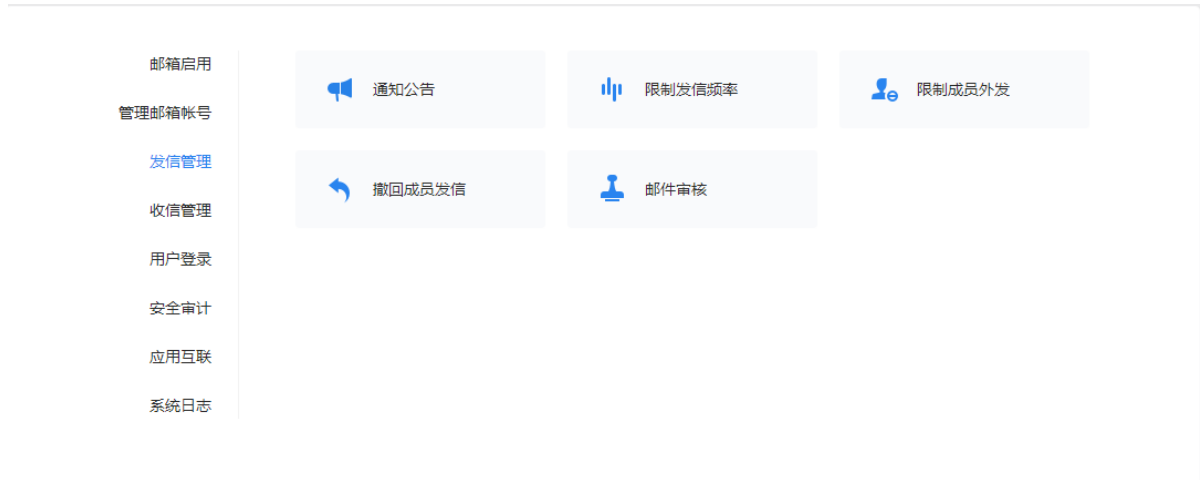 邮箱启用
管理邮箱帐号
发信管理
收信管理
用户登录
安全审计
应用互联
系统日志
通知公告
限制发信频率
限制成员外发
撤回成员发信
邮件审核